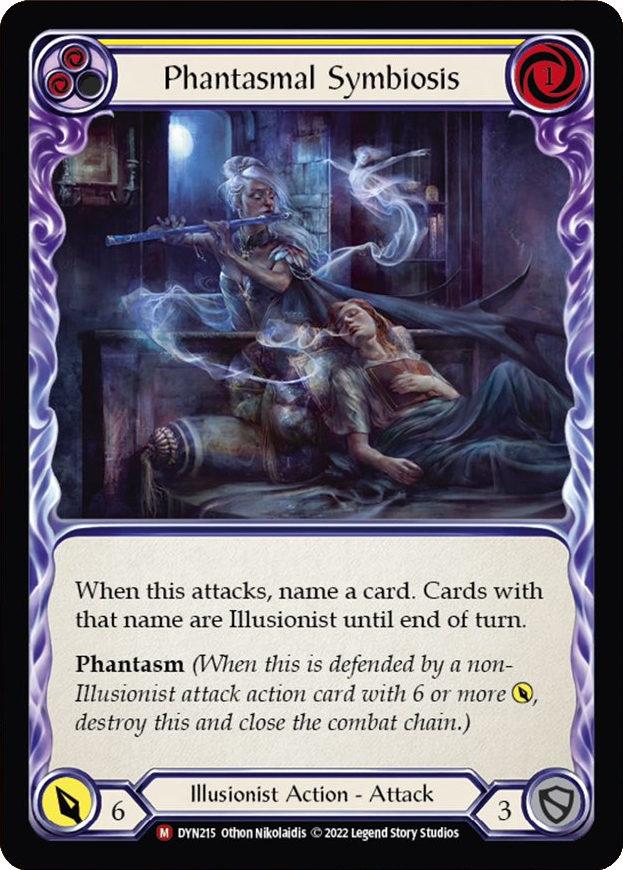 1
Phantasmal Symbiosis
When this attacks, name a card. Cards with
that name are Illusionist until end of turn.
Phantasm (When this is defended by a non-
Illusionist attack action card with 6 or more ,
destroy this and close the combat chain.)
6
Illusionist Action - Attack
3
M DYN215 Othon Nikolaidis © 2022 Legend Story Studios